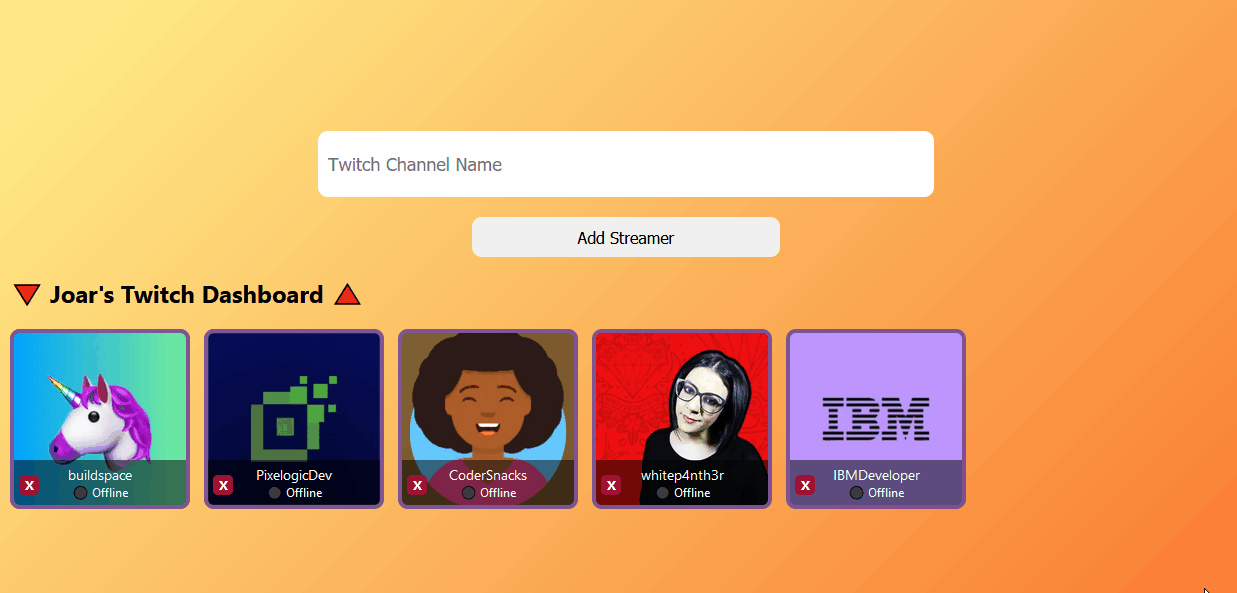 Twitch Channel Name
Add Streamer
Joar's Twitch Dashboard
buildspace
X
Offline
PixelogicDev
X
Offline
CoderSnacks
X
Offline
whitep4nth3r
X
Offline
IBM
IBMDeveloper
X
Offline